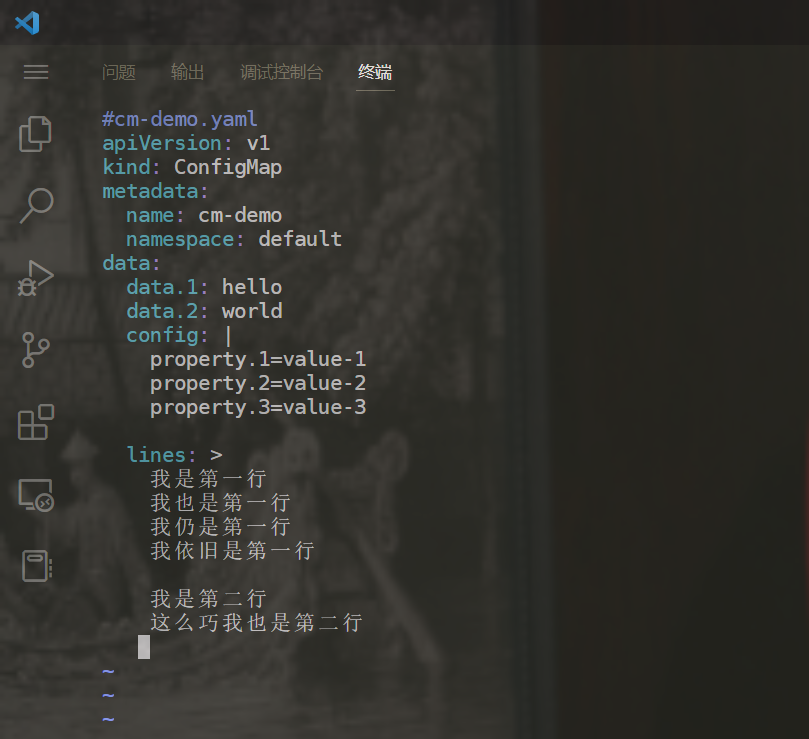 问题 输出 调试控制台 终端
#cm-demo.yaml
apiVersion: v1
kind: ConfigMap
metadata:
  name: cm-demo
  namespace: default
data:
  data.1: hello
  data.2: world
  config: |
    property.1=value-1
    property.2=value-2
    property.3=value-3

  lines: >
    我是第一行
    我也是第一行
    我仍是第一行
    我依旧是第一行

    我是第二行
    这么巧我也是第二行
~
~
~